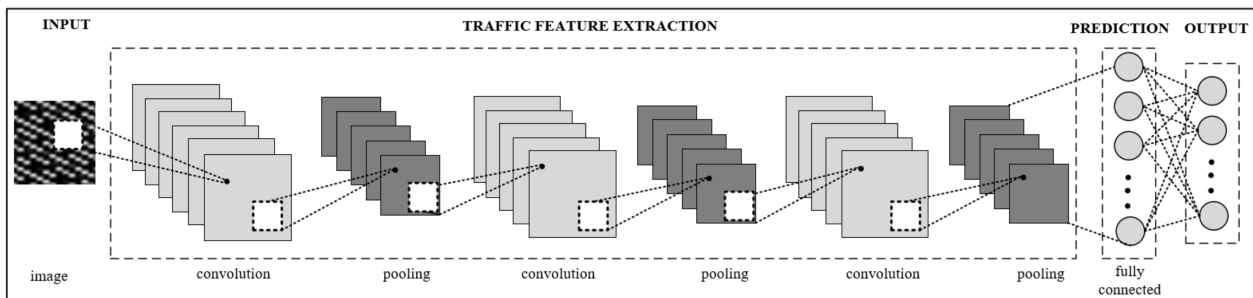 INPUT
TRAFFIC FEATURE EXTRACTION
PREDICTION
OUTPUT
image
convolution
pooling
convolution
pooling
convolution
pooling
fully
connected